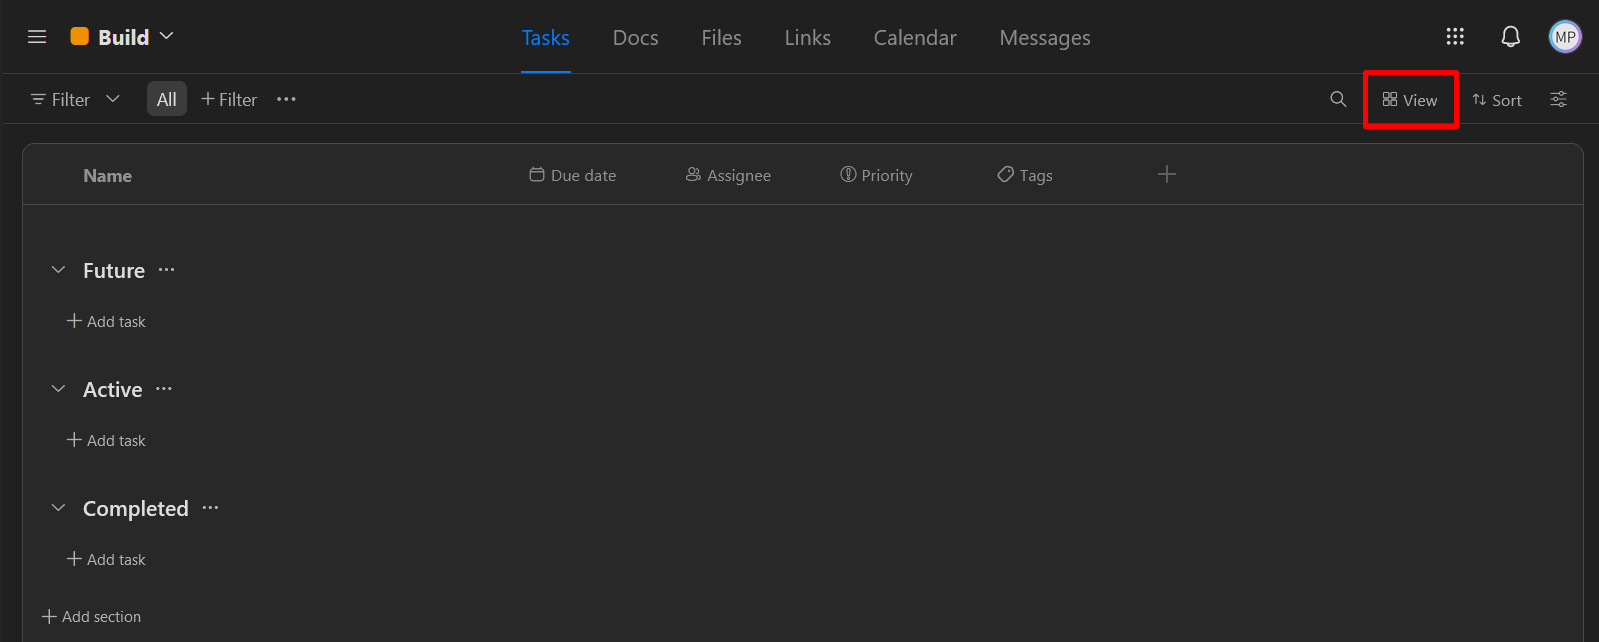 Build Tasks Docs Files Links Calendar Messages MP
Filter All + Filter ... View Sort
Name Due date Assignee Priority Tags +
Future ...
+ Add task
Active ...
+ Add task
Completed ...
+ Add task
+ Add section